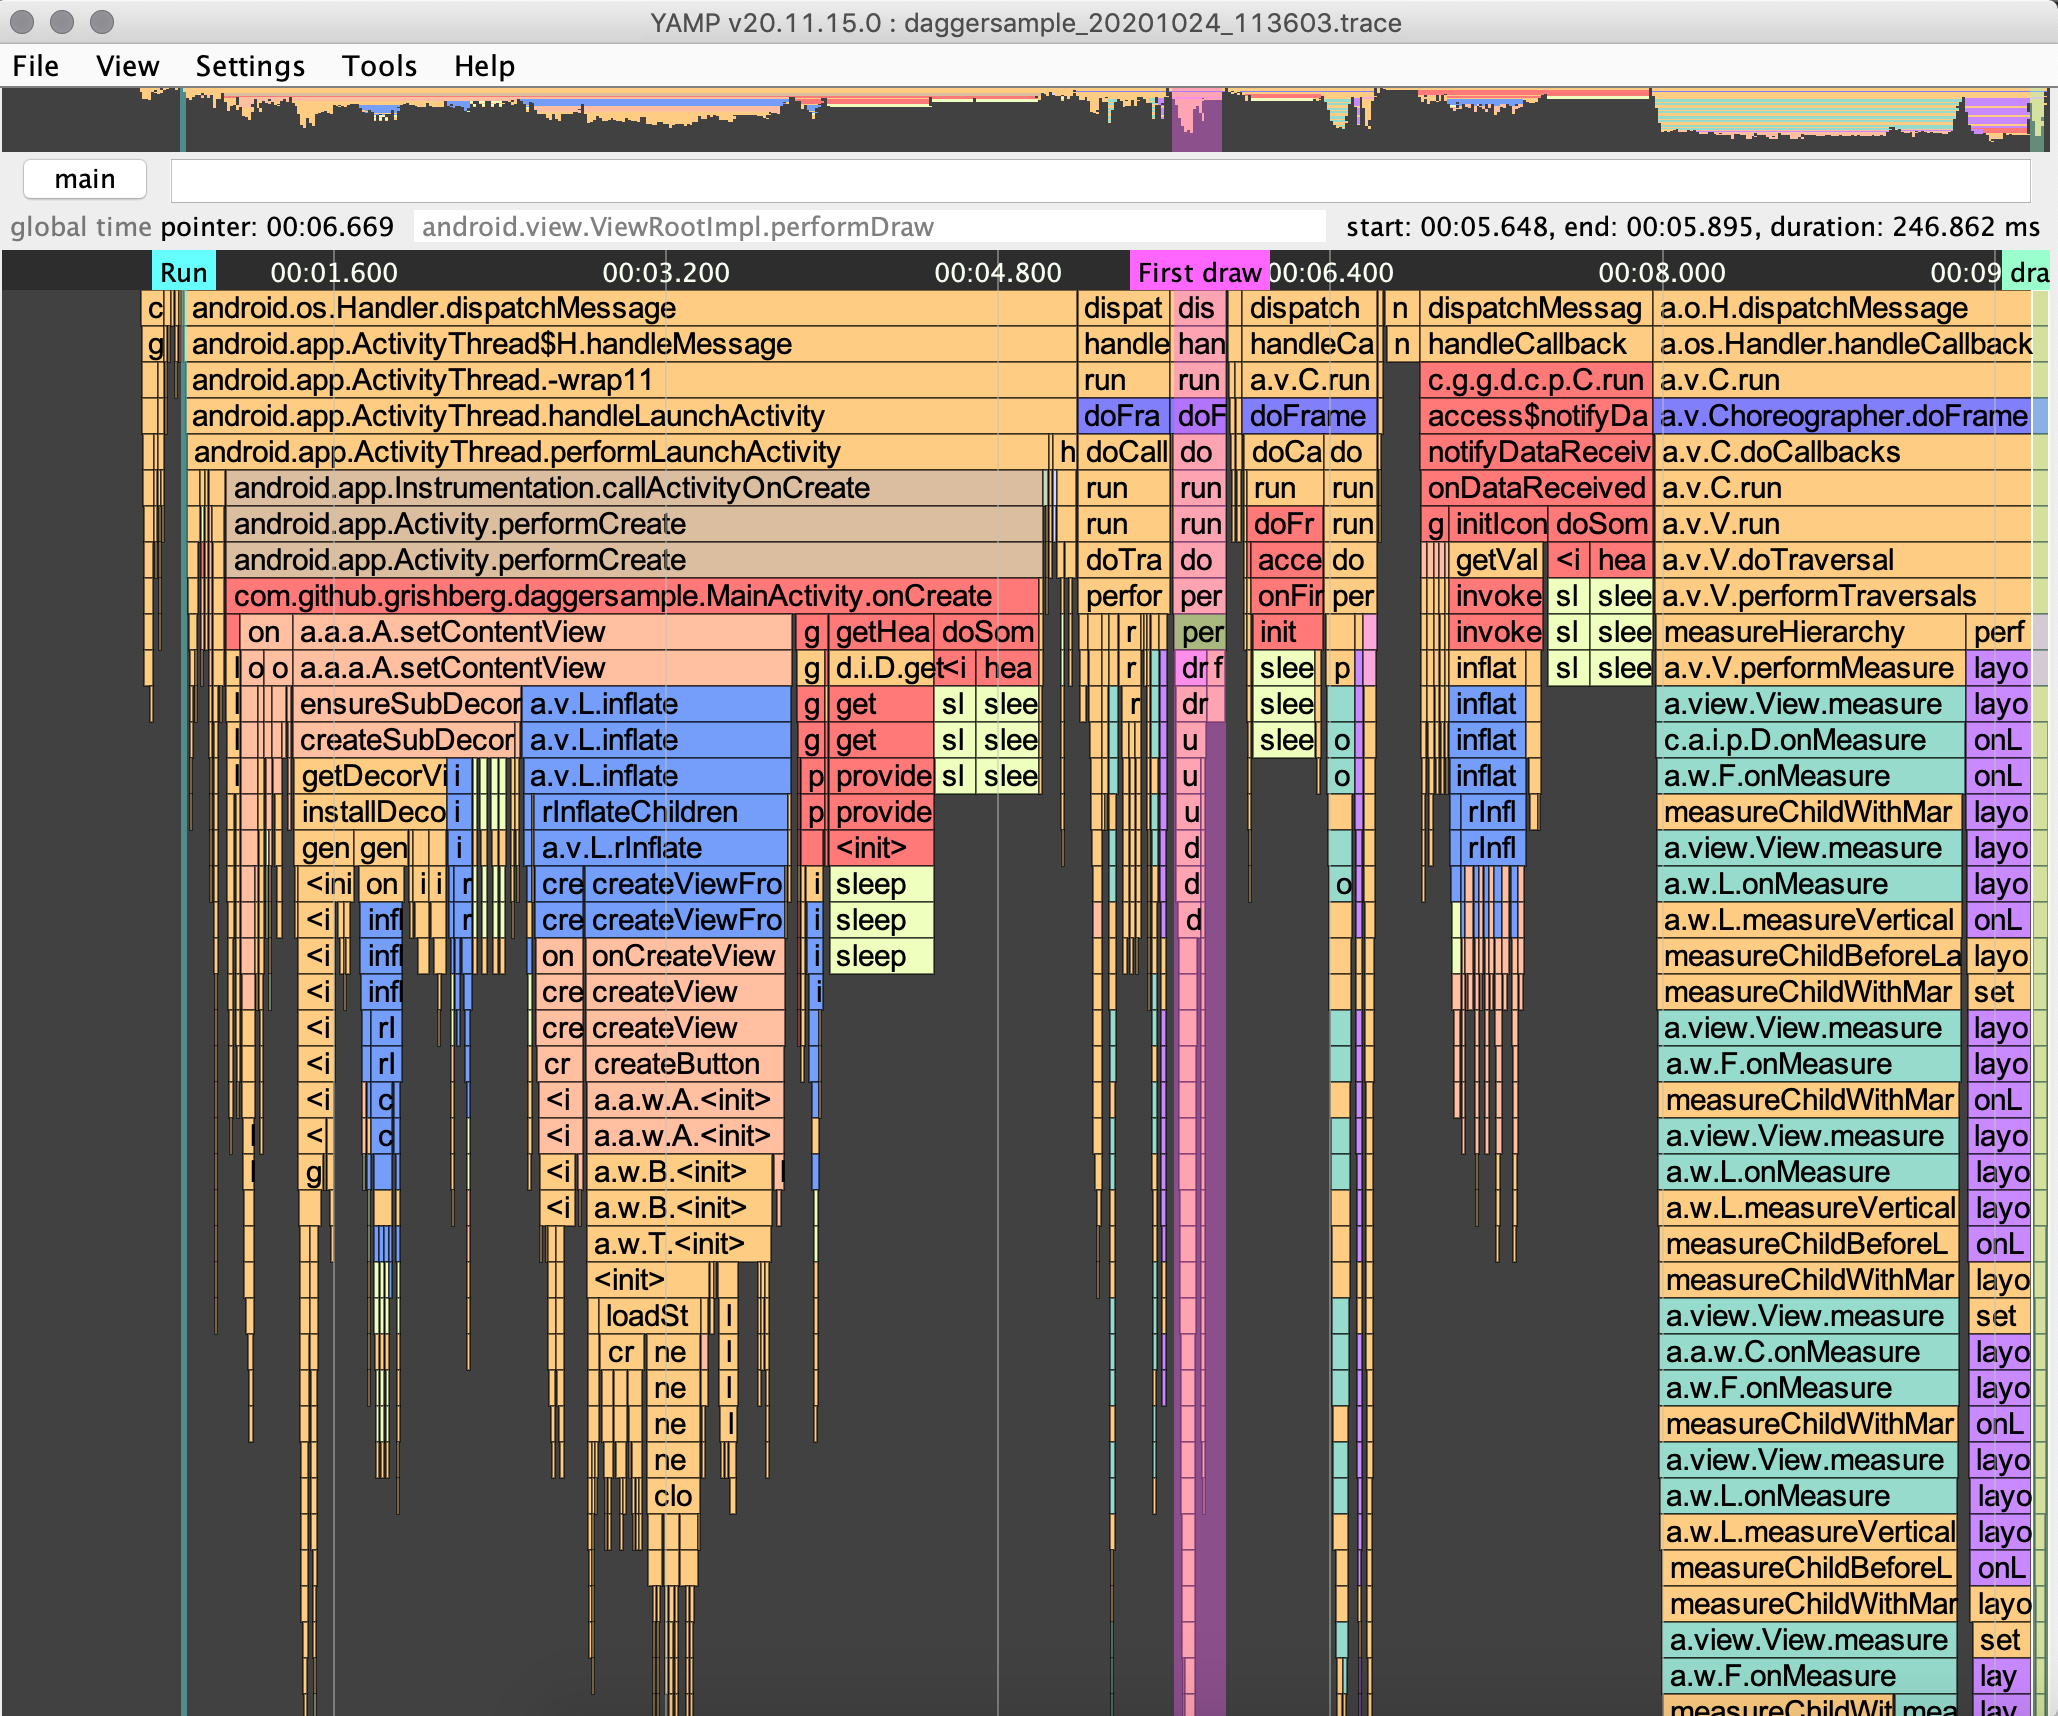 YAMP v20.11.15.0 : daggersample_20201024_113603.trace
File View Settings Tools Help
main
global time pointer: 00:06.669 android.view.ViewRootImpl.performDraw start: 00:05.648, end: 00:05.895, duration: 246.862 ms
Run 00:01.600 00:03.200 00:04.800 First draw 00:06.400 00:08.000 00:09 dra
c android.os.Handler.dispatchMessage dispat dis dispatch n dispatchMessag a.o.H.dispatchMessage
g android.app.ActivityThread$H.handleMessage handle han handleCa n handleCallback a.os.Handler.handleCallback
android.app.ActivityThread.-wrap11 run run a.v.C.run c.g.g.d.c.p.C.run a.v.C.run
android.app.ActivityThread.handleLaunchActivity doFra doF doFrame access$notifyDa a.v.Choreographer.doFrame
android.app.ActivityThread.performLaunchActivity h doCall do doCa do notifyDataReceiv a.v.C.doCallbacks
android.app.Instrumentation.callActivityOnCreate run run run run onDataReceived a.v.C.run
android.app.Activity.performCreate run run doFr run g initIcon doSom a.v.V.run
android.app.Activity.performCreate doTra do acce do getVal <i hea a.v.V.doTraversal
com.github.grishberg.daggersample.MainActivity.onCreate perfor per onFir per invoke sl slee a.v.V.performTraversals
on a.a.a.A.setContentView g getHea doSom r per init invoke sl slee measureHierarchy perf
l o o a.a.a.A.setContentView g d.i.D.get <i hea r dr f slee p inflat sl slee a.v.V.performMeasure layo
l ensureSubDecor a.v.L.inflate g get sl slee r dr slee inflat a.view.View.measure layo
l createSubDecor a.v.L.inflate g get sl slee u slee o inflat c.a.i.p.D.onMeasure onL
l getDecorVi i a.v.L.inflate p provide sl slee u o inflat a.w.F.onMeasure onL
installDeco i rInflateChildren p provide u rInfl measureChildWithMar layo
gen gen i a.v.L.rInflate <init> d rInfl a.view.View.measure layo
<ini on i i r cre createViewFro i sleep d o a.w.L.onMeasure layo
<i infl r cre createViewFro i sleep d a.w.L.measureVertical onL
<i infl on onCreateView i sleep measureChildBeforeLa layo
<i infl cre createView i measureChildWithMar set
<i rl cre createView a.view.View.measure layo
<i rl cr createButton a.w.F.onMeasure layo
<i c <i a.a.w.A.<init> measureChildWithMar onL
l < c <i a.a.w.A.<init> a.view.View.measure layo
l g <i a.w.B.<init> l a.w.L.onMeasure layo
<i a.w.B.<init> a.w.L.measureVertical layo
a.w.T.<init> measureChildBeforeL onL
<init> measureChildWithMar layo
loadSt l a.view.View.measure set
cr ne l a.a.w.C.onMeasure layo
ne l a.w.F.onMeasure layo
ne l measureChildWithMar onL
ne a.view.View.measure layo
clo a.w.L.onMeasure layo
a.w.L.measureVertical layo
measureChildBeforeL onL
measureChildWithMar layo
a.view.View.measure set
a.w.F.onMeasure lay
measureChildWit mea lay